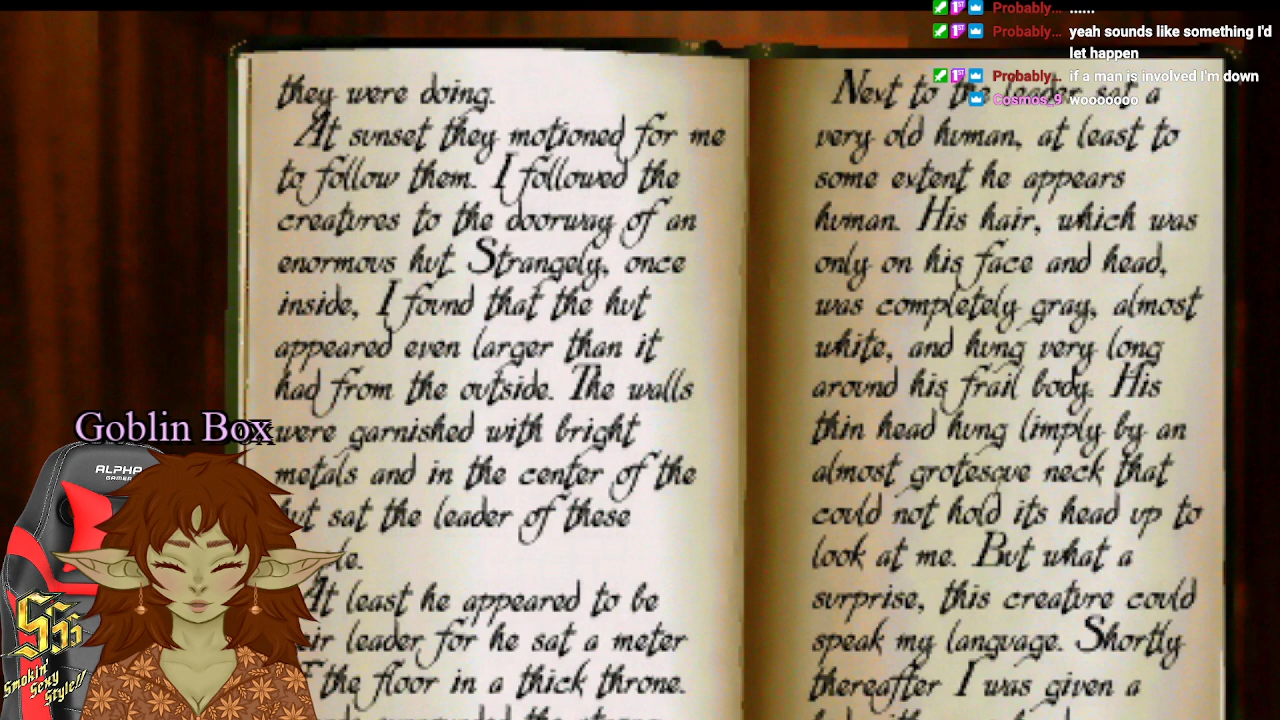 they were doing.
At sunset they motioned for me
to follow them. I followed the
creatures to the doorway of an
enormous hut. Strangely, once
inside, I found that the hut
appeared even larger than it
had from the outside. The walls
were garnished with bright
metals and in the center of the
hut sat the leader of these
At least he appeared to be
leader for he sat a meter
the floor in a thick throne.
Next to the leader sat a
very old human, at least to
some extent he appears
human. His hair, which was
only on his face and head,
was completely gray, almost
white, and hung very long
around his frail body. His
thin head hung limply by an
almost grotesque neck that
could not hold its head up to
look at me. But what a
surprise, this creature could
speak my language. Shortly
thereafter I was given a
Probably... ......
Probably... yeah sounds like something I'd
let happen
Probably... if a man is involved I'm down
Cosmos_9 wooooooo
Goblin Box
ALPHA
GAMER
SSS
Smokin'
Sexy
Style!!